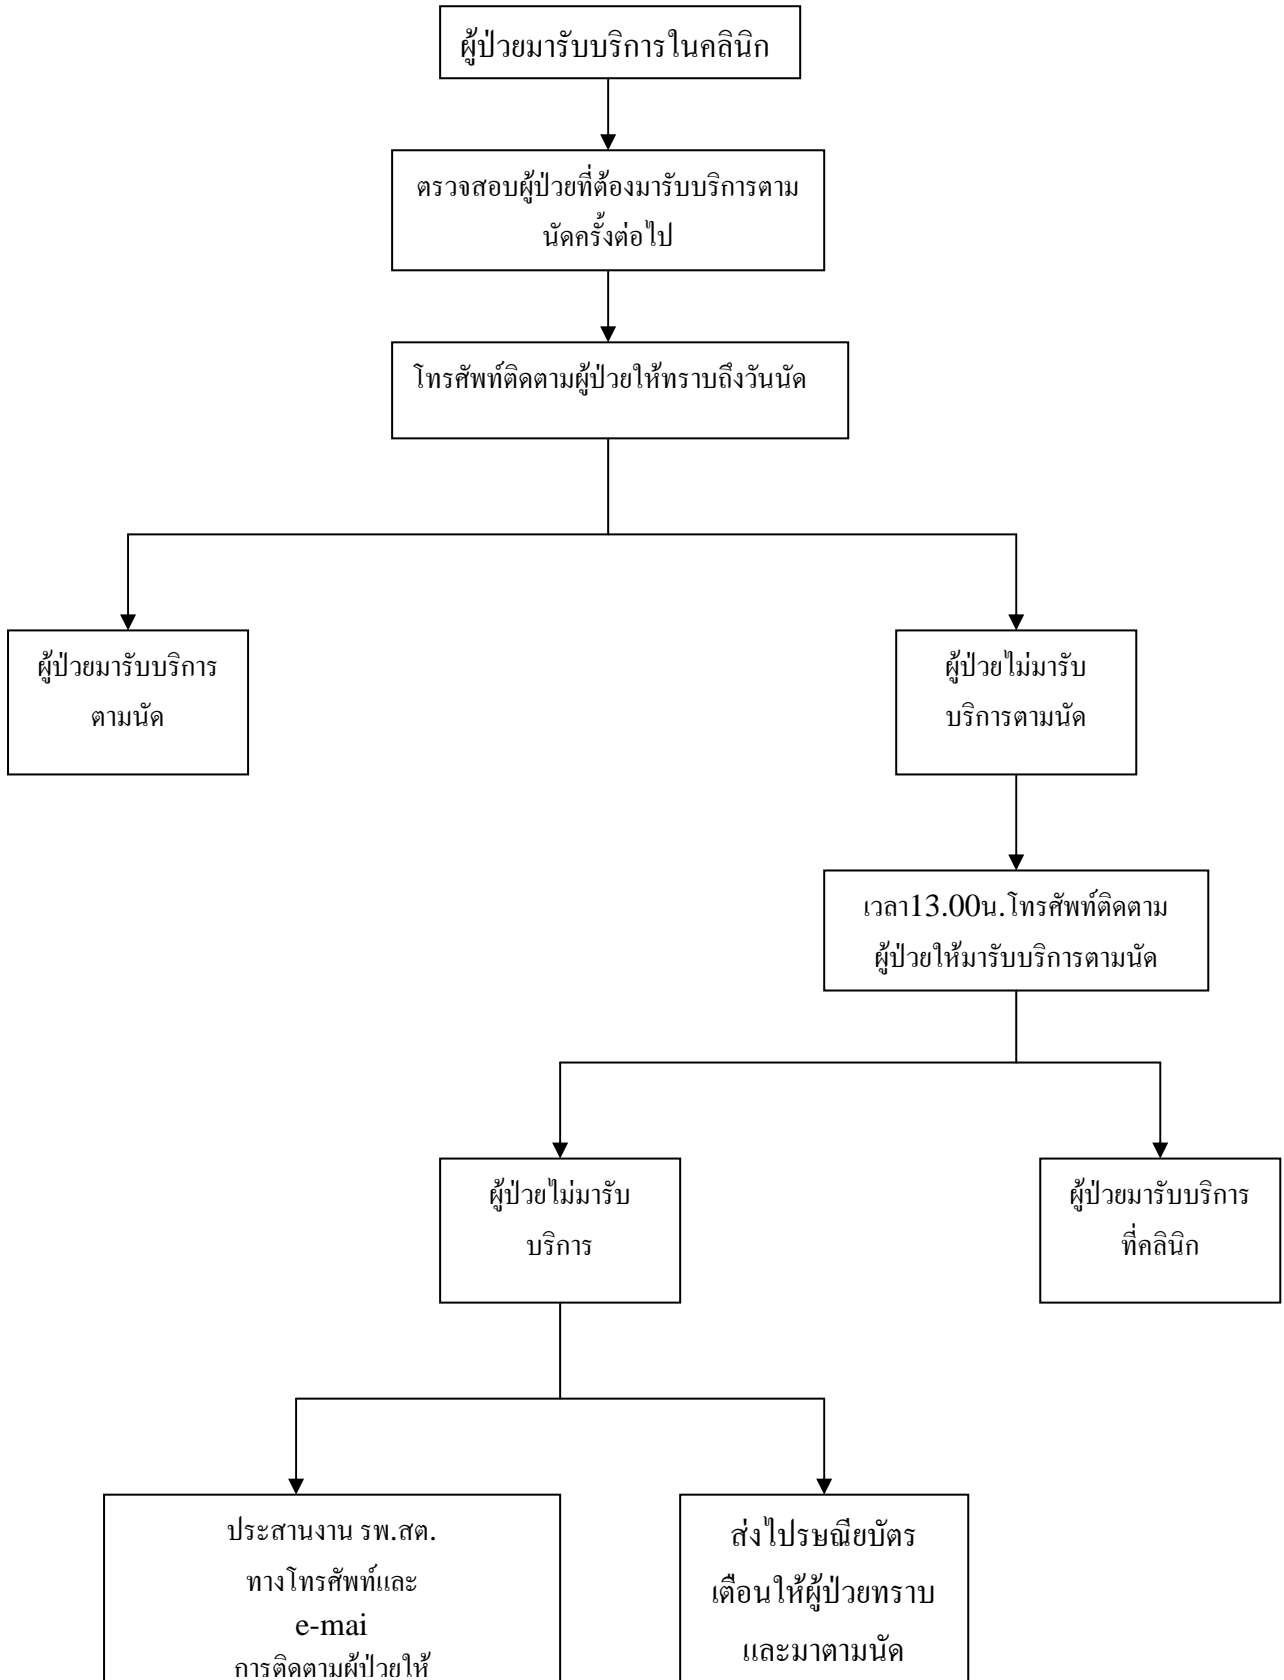 ผู้ป่วยมารับบริการในคลินิก
ตรวจสอบผู้ป่วยที่ต้องมารับบริการตาม
นัดครั้งต่อไป
โทรศัพท์ติดตามผู้ป่วยให้ทราบถึงวันนัด
ผู้ป่วยมารับบริการ
ตามนัด
ผู้ป่วยไม่มารับ
บริการตามนัด
เวลา13.00น.โทรศัพท์ติดตาม
ผู้ป่วยให้มารับบริการตามนัด
ผู้ป่วยไม่มารับ
บริการ
ผู้ป่วยมารับบริการ
ที่คลินิก
ประสานงาน รพ.สต.
ทางโทรศัพท์และ
e-mai
การติดตามผู้ป่วยให้
ส่งไปรษณียบัตร
เตือนให้ผู้ป่วยทราบ
และมาตามนัด